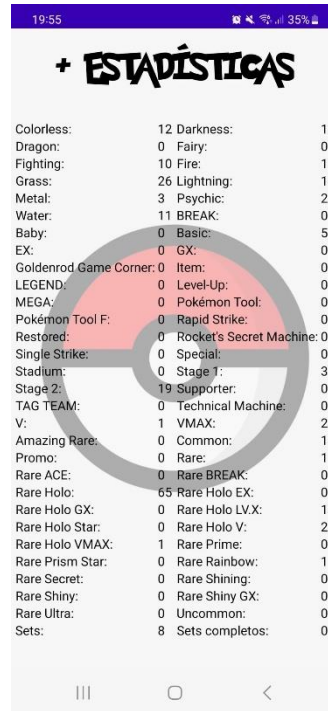 19:55 35%
+ ESTADÍSTICAS
Colorless: 12 Darkness: 1
Dragon: 0 Fairy: 0
Fighting: 10 Fire: 1
Grass: 26 Lightning: 1
Metal: 3 Psychic: 2
Water: 11 BREAK: 0
Baby: 0 Basic: 5
EX: 0 GX: 0
Goldenrod Game Corner: 0 Item: 0
LEGEND: 0 Level-Up: 0
MEGA: 0 Pokémon Tool: 0
Pokémon Tool F: 0 Rapid Strike: 0
Restored: 0 Rocket's Secret Machine: 0
Single Strike: 0 Special: 0
Stadium: 0 Stage 1: 3
Stage 2: 19 Supporter: 0
TAG TEAM: 0 Technical Machine: 0
V: 1 VMAX: 2
Amazing Rare: 0 Common: 1
Promo: 0 Rare: 1
Rare ACE: 0 Rare BREAK: 0
Rare Holo: 65 Rare Holo EX: 0
Rare Holo GX: 0 Rare Holo LV.X: 1
Rare Holo Star: 0 Rare Holo V: 2
Rare Holo VMAX: 1 Rare Prime: 0
Rare Prism Star: 0 Rare Rainbow: 1
Rare Secret: 0 Rare Shining: 0
Rare Shiny: 0 Rare Shiny GX: 0
Rare Ultra: 0 Uncommon: 0
Sets: 8 Sets completos: 0